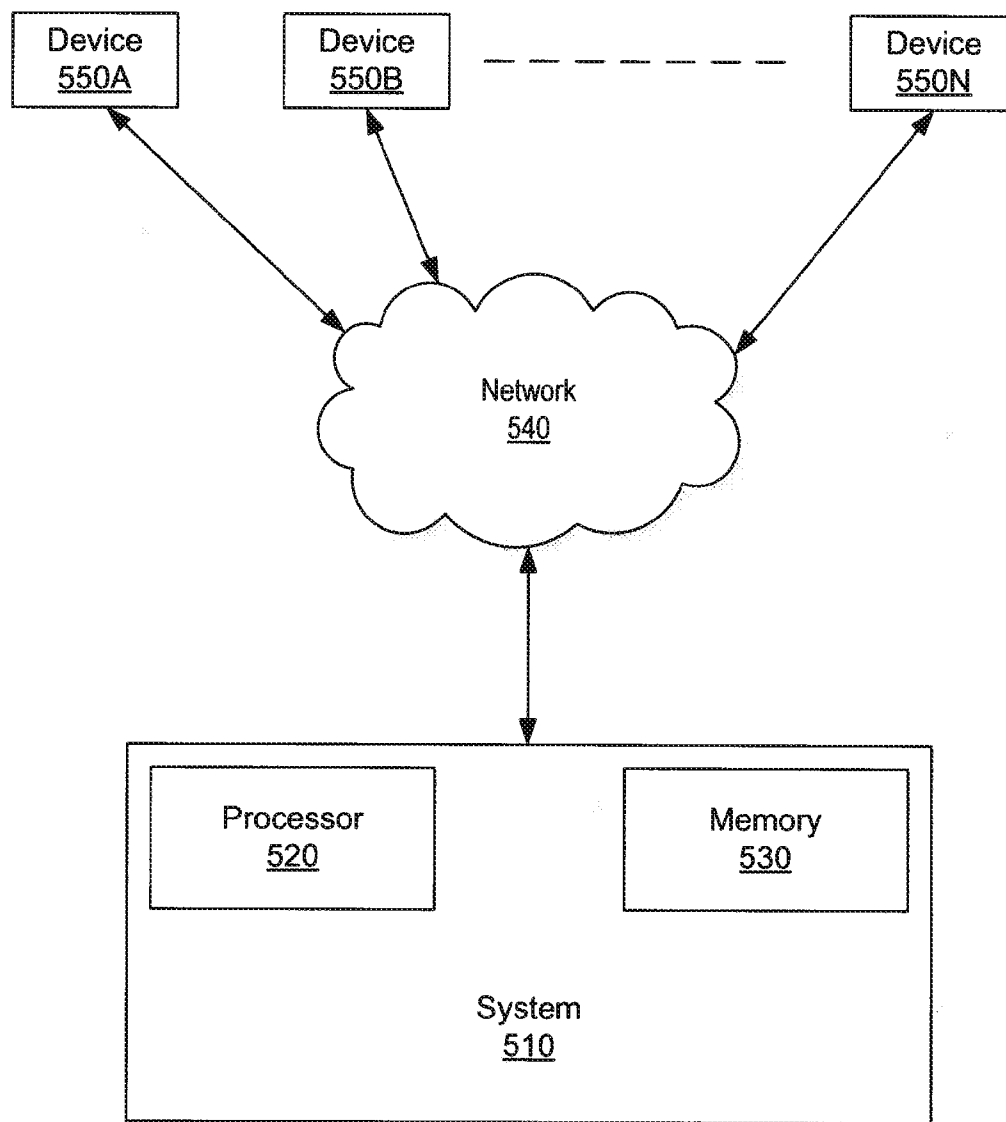 Device
550A
Device
550B
Device
550N
Network
540
Processor
520
Memory
530
System
510